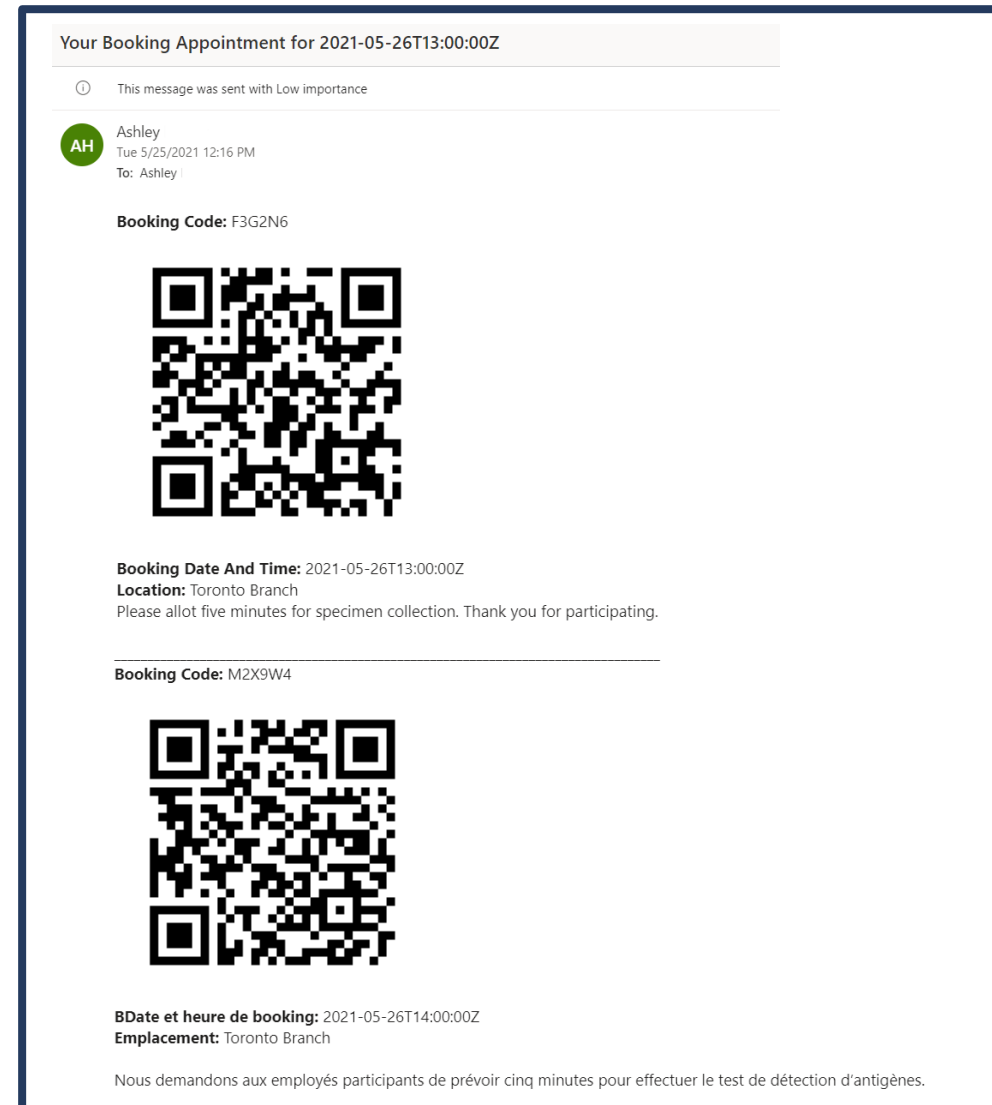 Your Booking Appointment for 2021-05-26T13:00:00Z
This message was sent with Low importance
AH
Ashley
Tue 5/25/2021 12:16 PM
To: Ashley
Booking Code: F3G2N6
Booking Date And Time: 2021-05-26T13:00:00Z
Location: Toronto Branch
Please allot five minutes for specimen collection. Thank you for participating.
Booking Code: M2X9W4
BDate et heure de booking: 2021-05-26T14:00:00Z
Emplacement: Toronto Branch
Nous demandons aux employés participants de prévoir cinq minutes pour effectuer le test de détection d’antigènes.